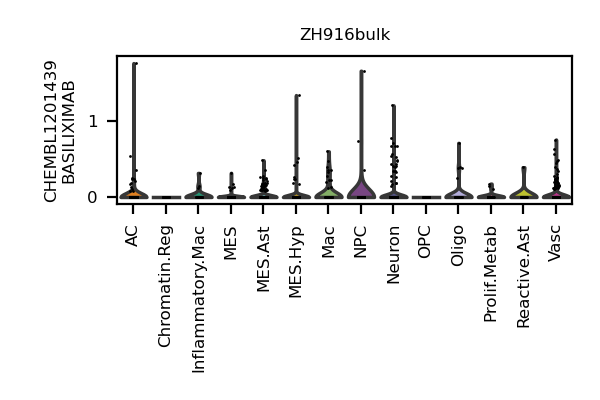 ZH916bulk
CHEMBL1201439
BASILIXIMAB
1
0
AC
Chromatin.Reg
Inflammatory.Mac
MES
MES.Ast
MES.Hyp
Mac
NPC
Neuron
OPC
Oligo
Prolif.Metab
Reactive.Ast
Vasc